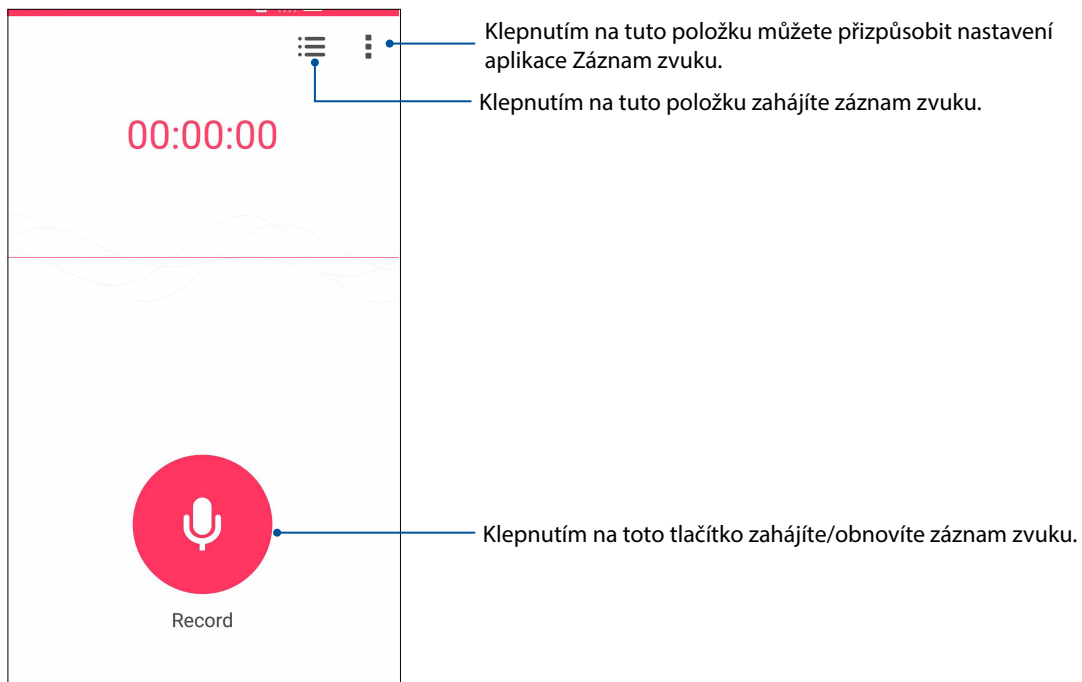 Klepnutím na tuto položku můžete přizpůsobit nastavení
aplikace Záznam zvuku.
Klepnutím na tuto položku zahájíte záznam zvuku.
00:00:00
Klepnutím na toto tlačítko zahájíte/obnovíte záznam zvuku.
Record